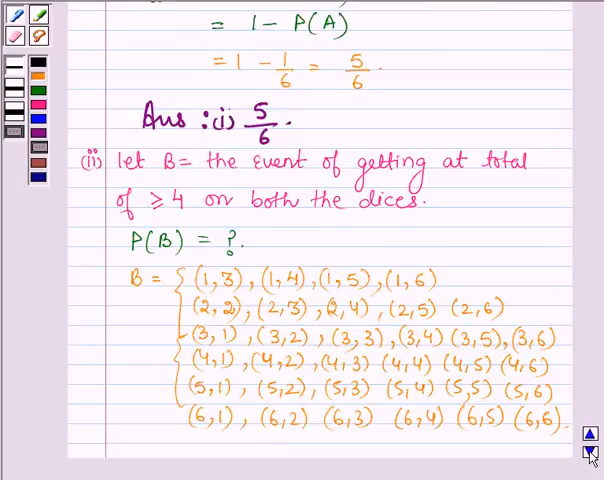 = 1 - P(A)
= 1 - 1/6 = 5/6.
Ans : (i) 5/6.
(ii) let B = the event of getting at total
of ≥ 4 on both the dices.
P(B) = ?
B = { (1,3), (1,4), (1,5), (1,6)
(2,2), (2,3), (2,4), (2,5) (2,6)
(3,1), (3,2), (3,3), (3,4) (3,5), (3,6)
(4,1), (4,2), (4,3) (4,4) (4,5) (4,6)
(5,1), (5,2), (5,3) (5,4) (5,5) (5,6)
(6,1), (6,2) (6,3) (6,4) (6,5) (6,6).